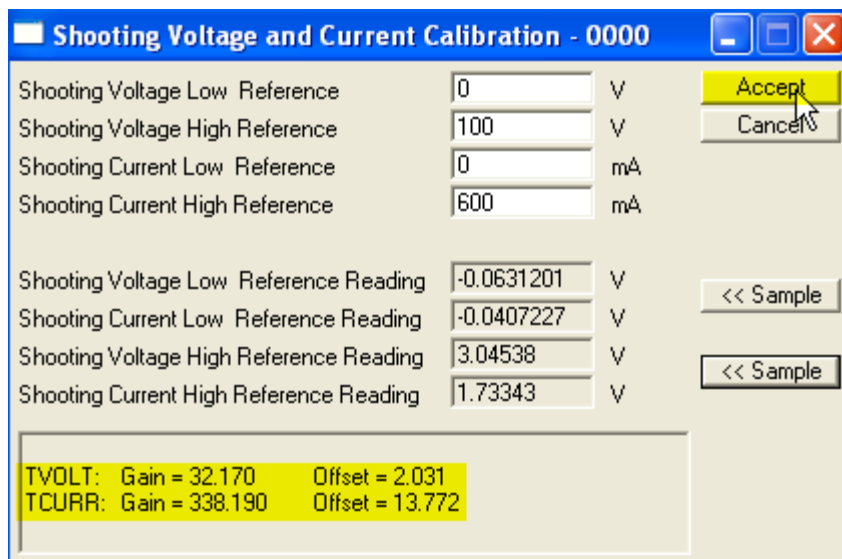 Shooting Voltage and Current Calibration - 0000
Shooting Voltage Low Reference 0 V Accept
Shooting Voltage High Reference 100 V Cancel
Shooting Current Low Reference 0 mA
Shooting Current High Reference 600 mA
Shooting Voltage Low Reference Reading -0.0631201 V
<< Sample
Shooting Current Low Reference Reading -0.0407227 V
Shooting Voltage High Reference Reading 3.04538 V
<< Sample
Shooting Current High Reference Reading 1.73343 V
TVOLT: Gain = 32.170 Offset = 2.031
TCURR: Gain = 338.190 Offset = 13.772